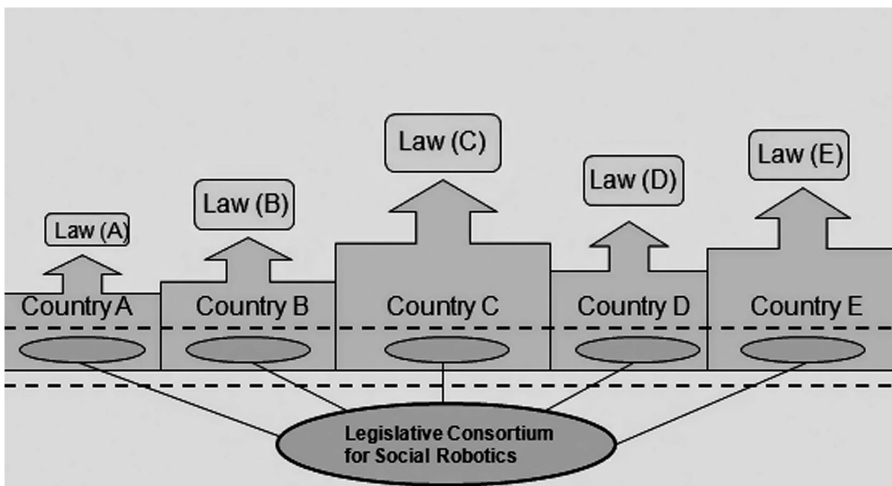 Law (C)
Law (E)
Law (D)
Law (B)
Law (A)
Country A
Country B
Country C
Country D
Country E
Legislative Consortium
for Social Robotics